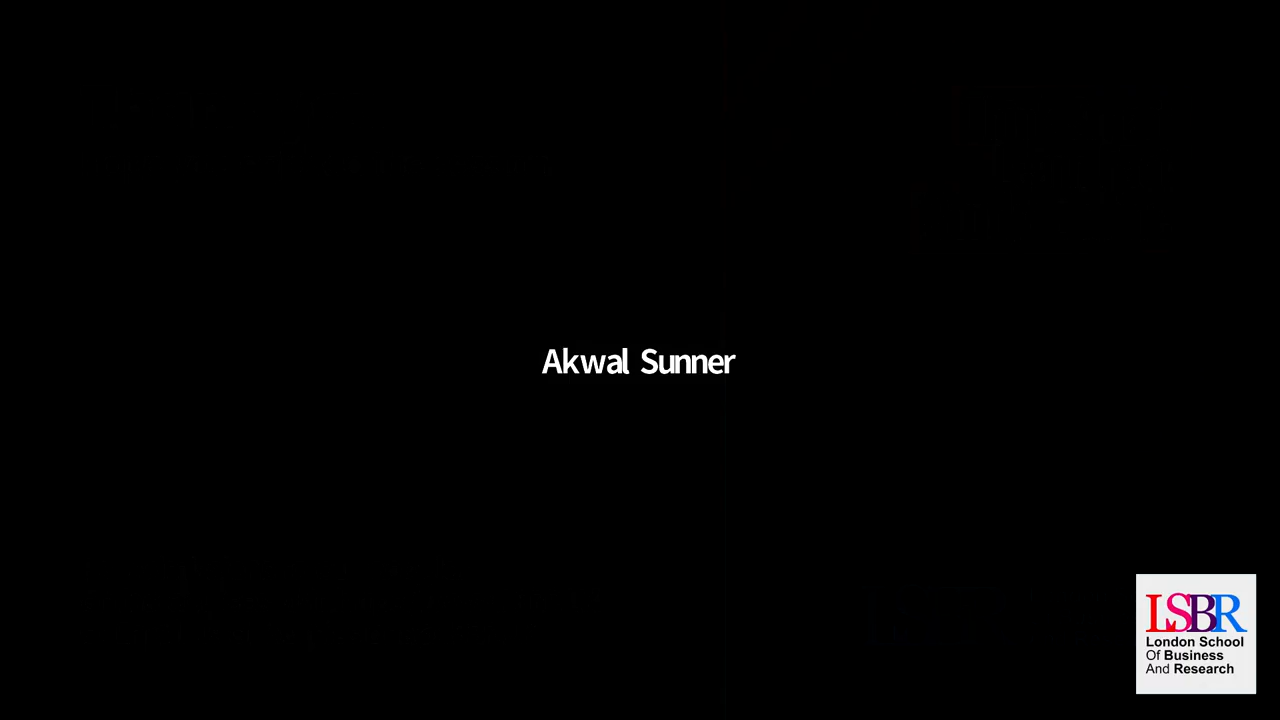 Akwal Sunner
LSBR
London School
Of Business
And Research